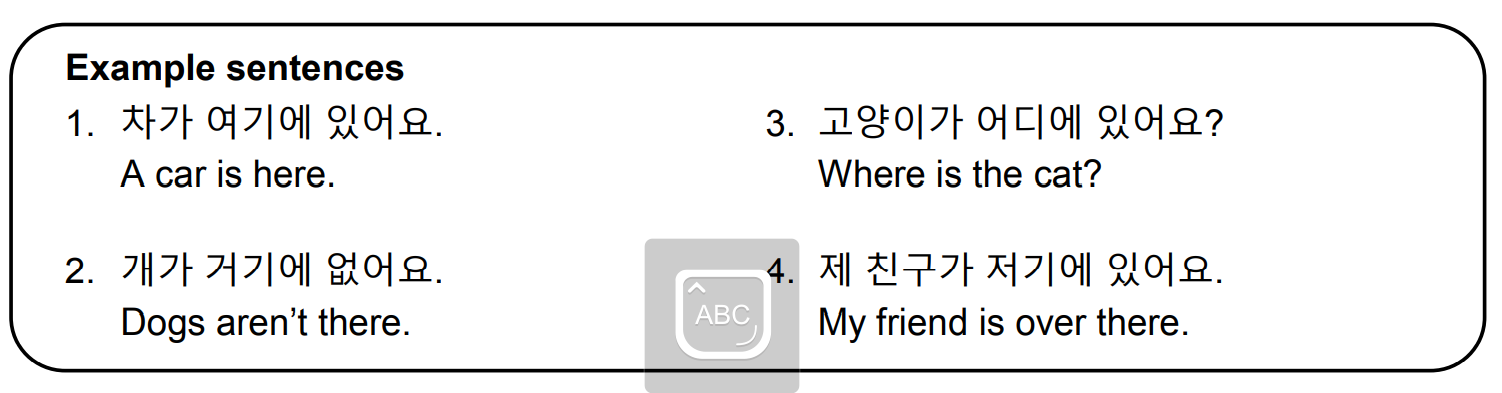 Example sentences
1. 차가 여기에 있어요.
A car is here.
2. 개가 거기에 없어요.
Dogs aren’t there.
3. 고양이가 어디에 있어요?
Where is the cat?
4. 제 친구가 저기에 있어요.
My friend is over there.
ABC